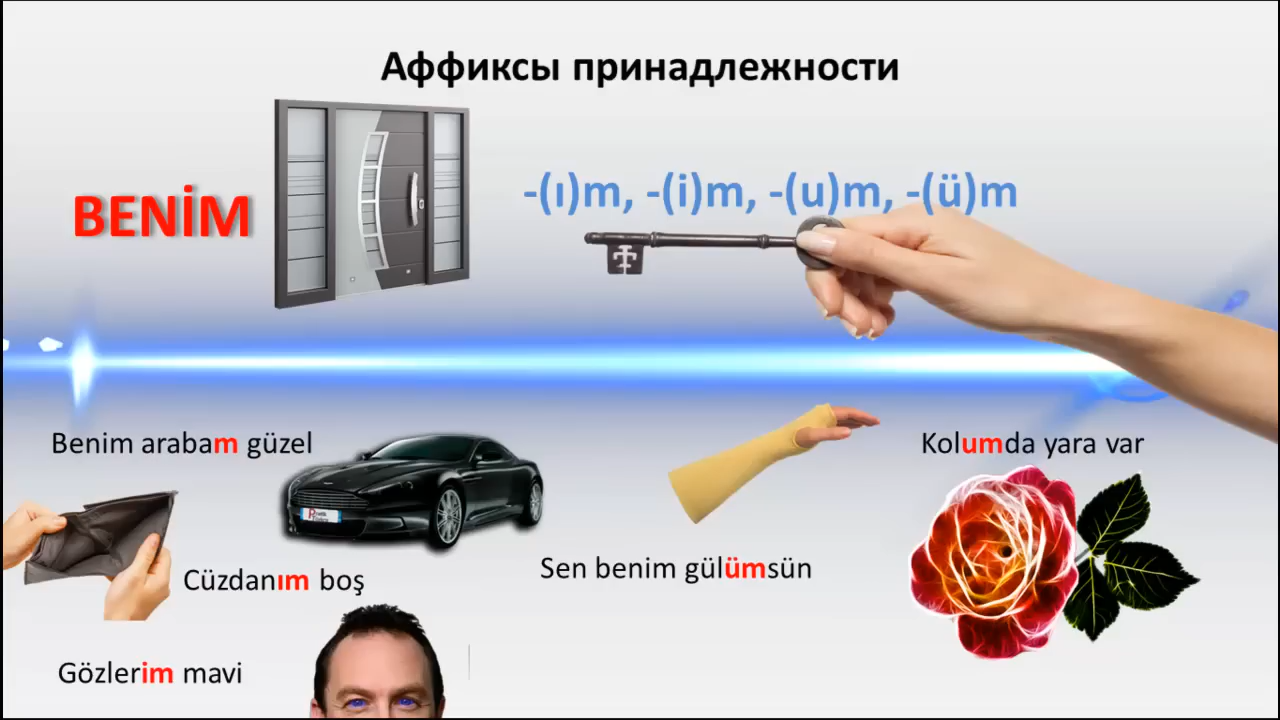 Аффиксы принадлежности
BENİM
-(ı)m, -(i)m, -(u)m, -(ü)m
Benim arabam güzel
Kolumda yara var
Sen benim gülümsün
Cüzdanım boş
Gözlerim mavi